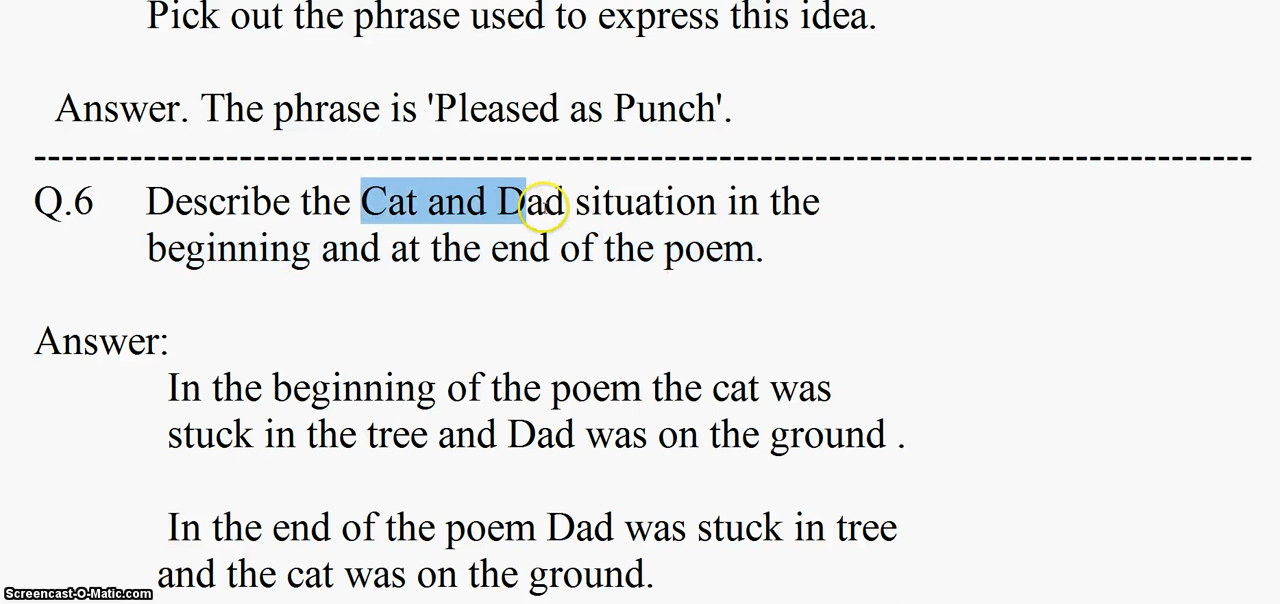 Pick out the phrase used to express this idea.
Answer. The phrase is 'Pleased as Punch'.
Q.6 Describe the Cat and Dad situation in the
beginning and at the end of the poem.
Answer:
In the beginning of the poem the cat was
stuck in the tree and Dad was on the ground .
In the end of the poem Dad was stuck in tree
and the cat was on the ground.
Screencast-O-Matic.com